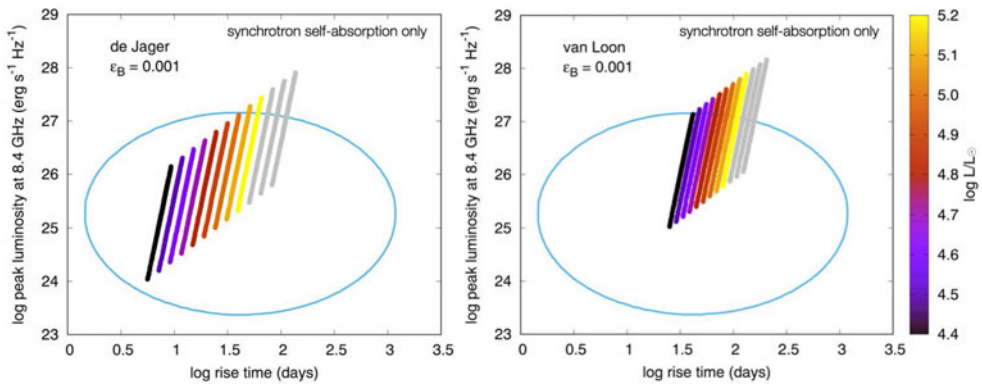 29
28
27
26
25
24
23
log peak luminosity at 8.4 GHz (erg s⁻¹ Hz⁻¹)
synchrotron self-absorption only
de Jager
ε_B = 0.001
0 0.5 1 1.5 2 2.5 3 3.5
log rise time (days)
29
28
27
26
25
24
23
log peak luminosity at 8.4 GHz (erg s⁻¹ Hz⁻¹)
synchrotron self-absorption only
van Loon
ε_B = 0.001
0 0.5 1 1.5 2 2.5 3 3.5
log rise time (days)
5.2
5.1
5.0
4.9
4.8
4.7
4.6
4.5
4.4
log L/L☉